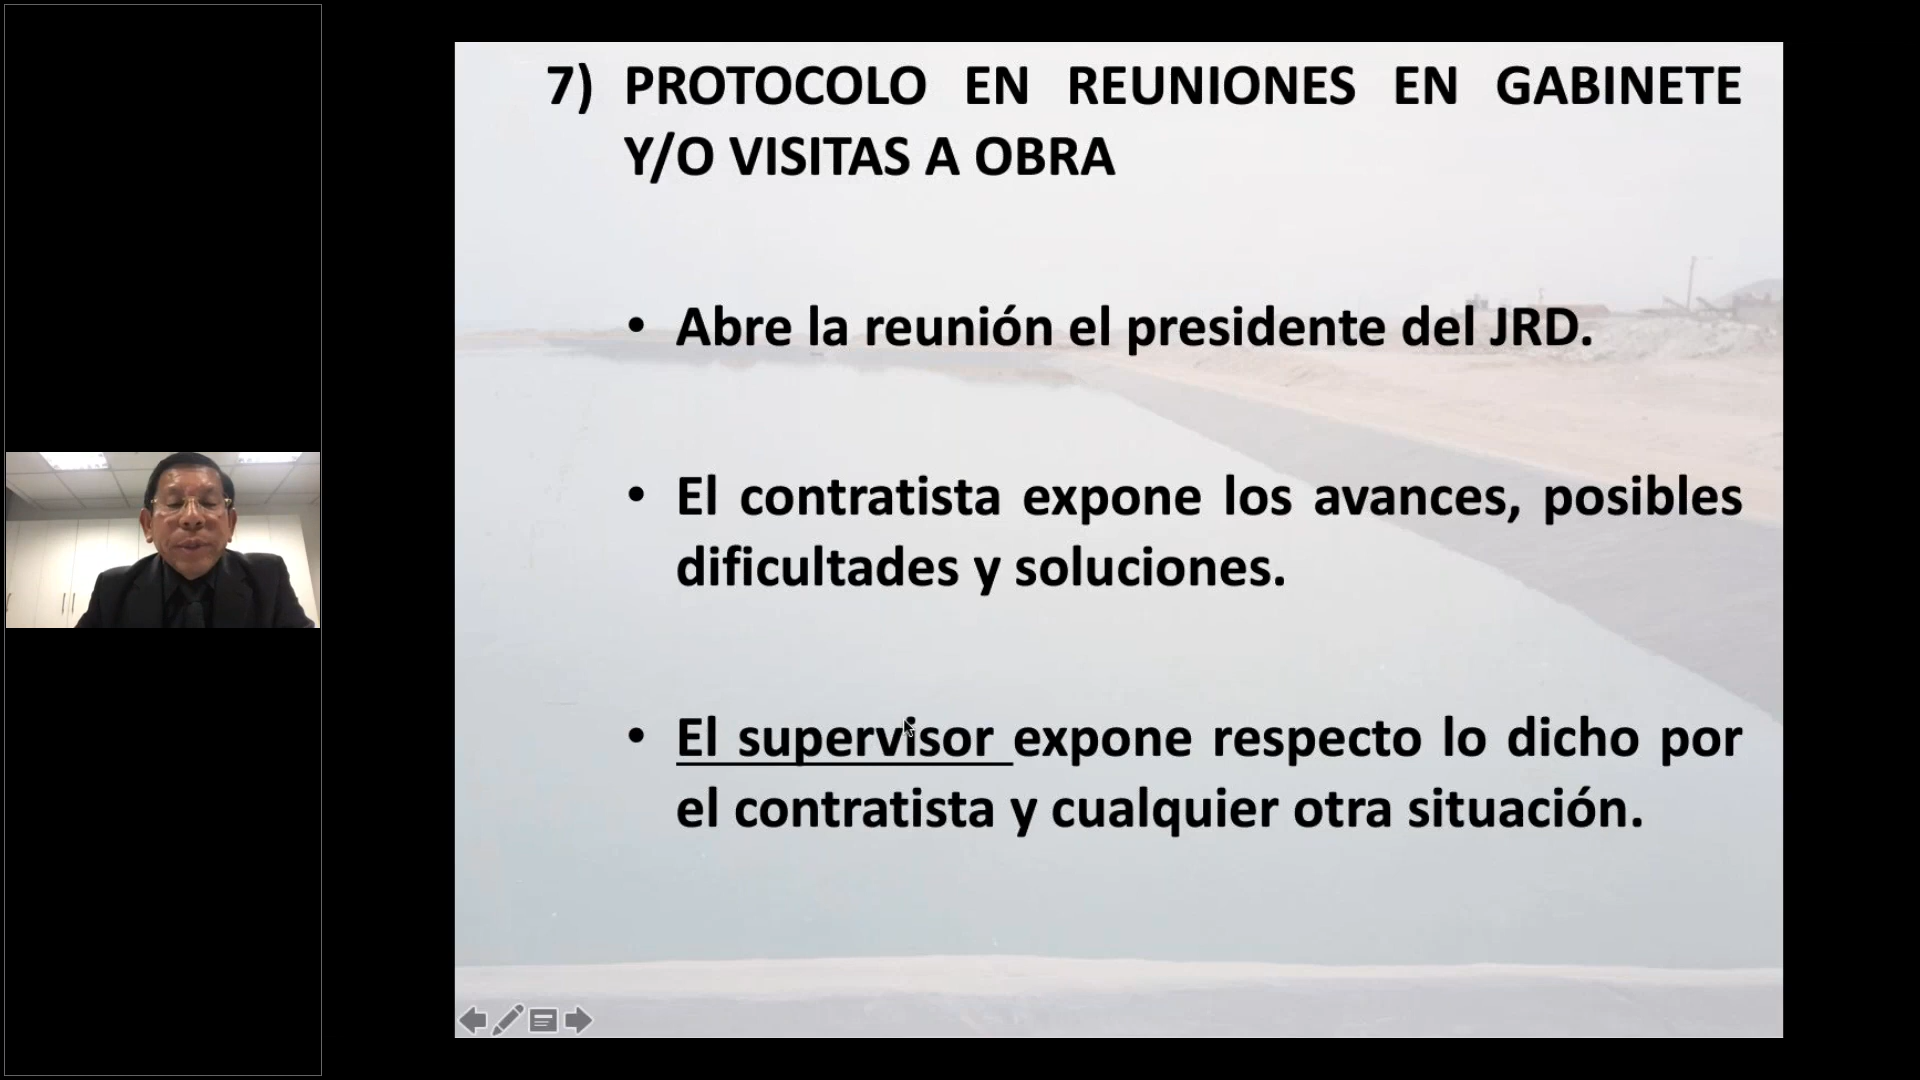 7) PROTOCOLO EN REUNIONES EN GABINETE
Y/O VISITAS A OBRA
• Abre la reunión el presidente del JRD.
• El contratista expone los avances, posibles
dificultades y soluciones.
• El supervisor expone respecto lo dicho por
el contratista y cualquier otra situación.